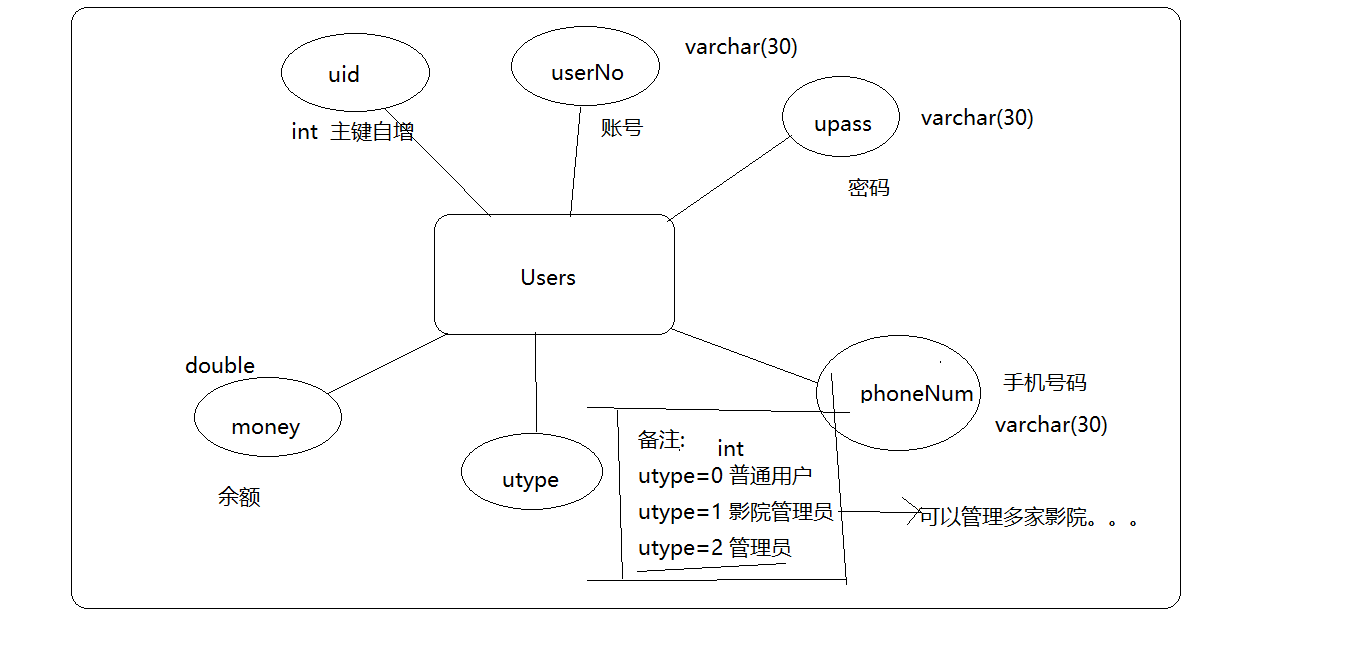 varchar(30)
uid
userNo
int 主键自增
账号
upass
varchar(30)
密码
Users
double
money
余额
utype
phoneNum
手机号码
varchar(30)
备注:
int
utype=0 普通用户
utype=1 影院管理员
可以管理多家影院。。。
utype=2 管理员